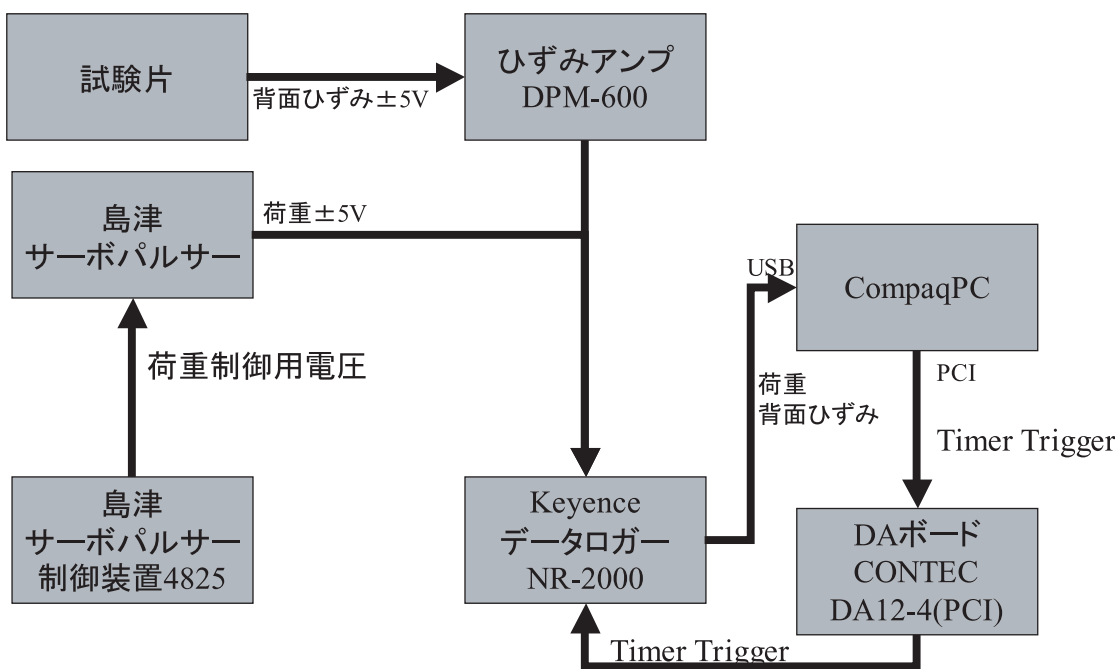 試験片
背面ひずみ±5V
ひずみアンプ
DPM-600
島津
サーボパルサー
荷重±5V
荷重制御用電圧
島津
サーボパルサー
制御装置4825
Keyence
データロガー
NR-2000
USB
荷重
背面ひずみ
CompaqPC
PCI
Timer Trigger
DAボード
CONTEC
DA12-4(PCI)
Timer Trigger